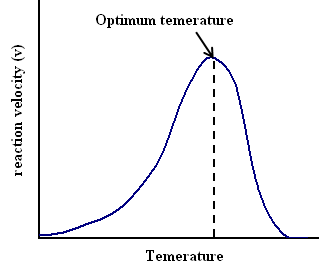 Optimum temerature
reaction velocity (v)
Temerature